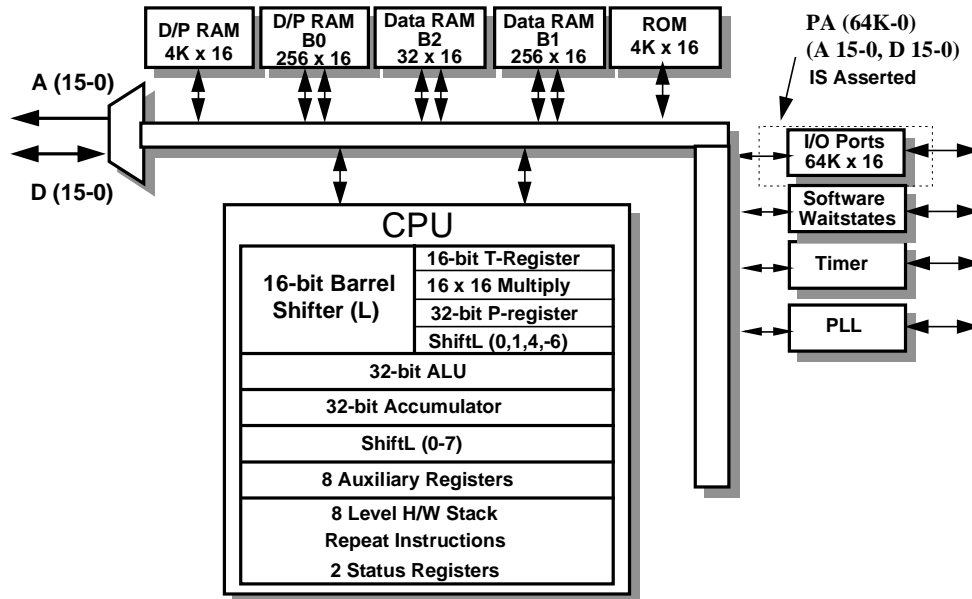 D/P RAM
4K x 16
D/P RAM
B0
256 x 16
Data RAM
B2
32 x 16
Data RAM
B1
256 x 16
ROM
4K x 16
PA (64K-0)
(A 15-0, D 15-0)
IS Asserted
A (15-0)
D (15-0)
I/O Ports
64K x 16
Software
Waitstates
Timer
PLL
CPU
16-bit Barrel
Shifter (L)
16-bit T-Register
16 x 16 Multiply
32-bit P-register
ShiftL (0,1,4,-6)
32-bit ALU
32-bit Accumulator
ShiftL (0-7)
8 Auxiliary Registers
8 Level H/W Stack
Repeat Instructions
2 Status Registers